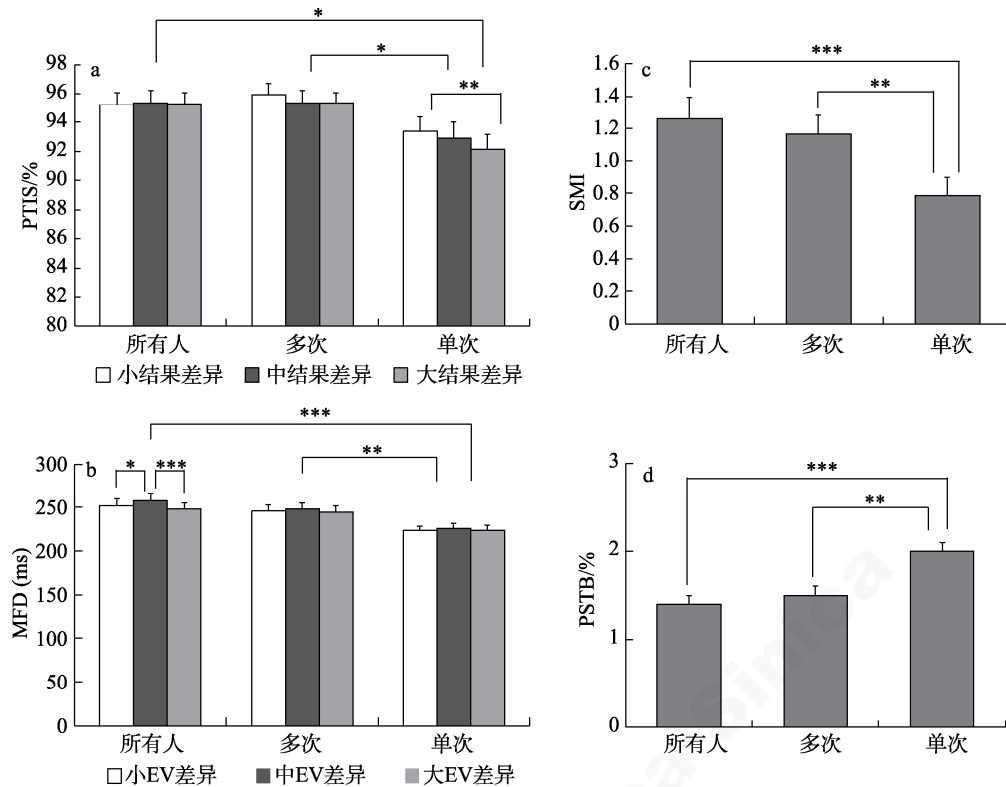 *
*
**
a
98
96
94
92
90
88
86
84
82
80
PTIS/%
所有人 多次 单次
小结果差异 中结果差异 大结果差异
***
**
c
1.6
1.4
1.2
1.0
0.8
0.6
0.4
0.2
0
SMI
所有人 多次 单次
***
**
* ***
b
300
250
200
150
100
50
0
MFD (ms)
所有人 多次 单次
小EV差异 中EV差异 大EV差异
***
**
d
3
2
1
0
PSTB/%
所有人 多次 单次
a Sinica